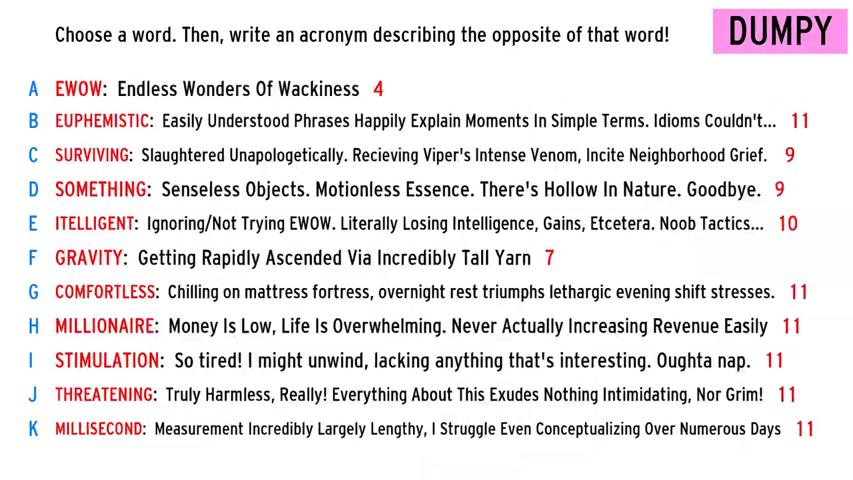 Choose a word. Then, write an acronym describing the opposite of that word!
DUMPY
A EWOW: Endless Wonders Of Wackiness 4
B EUPHEMISTIC: Easily Understood Phrases Happily Explain Moments In Simple Terms. Idioms Couldn't... 11
C SURVIVING: Slaughtered Unapologetically. Recieving Viper's Intense Venom, Incite Neighborhood Grief. 9
D SOMETHING: Senseless Objects. Motionless Essence. There's Hollow In Nature. Goodbye. 9
E ITELLIGENT: Ignoring/Not Trying EWOW. Literally Losing Intelligence, Gains, Etcetera. Noob Tactics... 10
F GRAVITY: Getting Rapidly Ascended Via Incredibly Tall Yarn 7
G COMFORTLESS: Chilling on mattress fortress, overnight rest triumphs lethargic evening shift stresses. 11
H MILLIONAIRE: Money Is Low, Life Is Overwhelming. Never Actually Increasing Revenue Easily 11
I STIMULATION: So tired! I might unwind, lacking anything that's interesting. Oughta nap. 11
J THREATENING: Truly Harmless, Really! Everything About This Exudes Nothing Intimidating, Nor Grim! 11
K MILLISECOND: Measurement Incredibly Largely Lengthy, I Struggle Even Conceptualizing Over Numerous Days 11